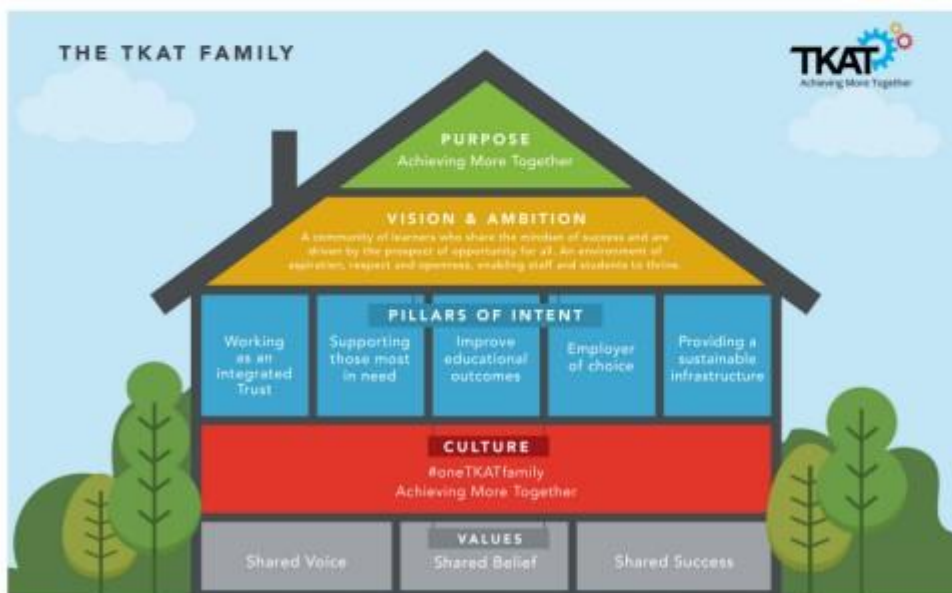 THE TKAT FAMILY
TKAT
Achieving More Together
PURPOSE
Achieving More Together
VISION & AMBITION
A community of learners who share the mindset of success and are
driven by the prospect of opportunity for all. An environment of
aspiration, respect and openness, enabling staff and students to thrive.
PILLARS OF INTENT
Working
as an
integrated
Trust
Supporting
those most
in need
Improve
educational
outcomes
Employer
of choice
Providing a
sustainable
infrastructure
CULTURE
#oneTKATfamily
Achieving More Together
VALUES
Shared Voice
Shared Belief
Shared Success